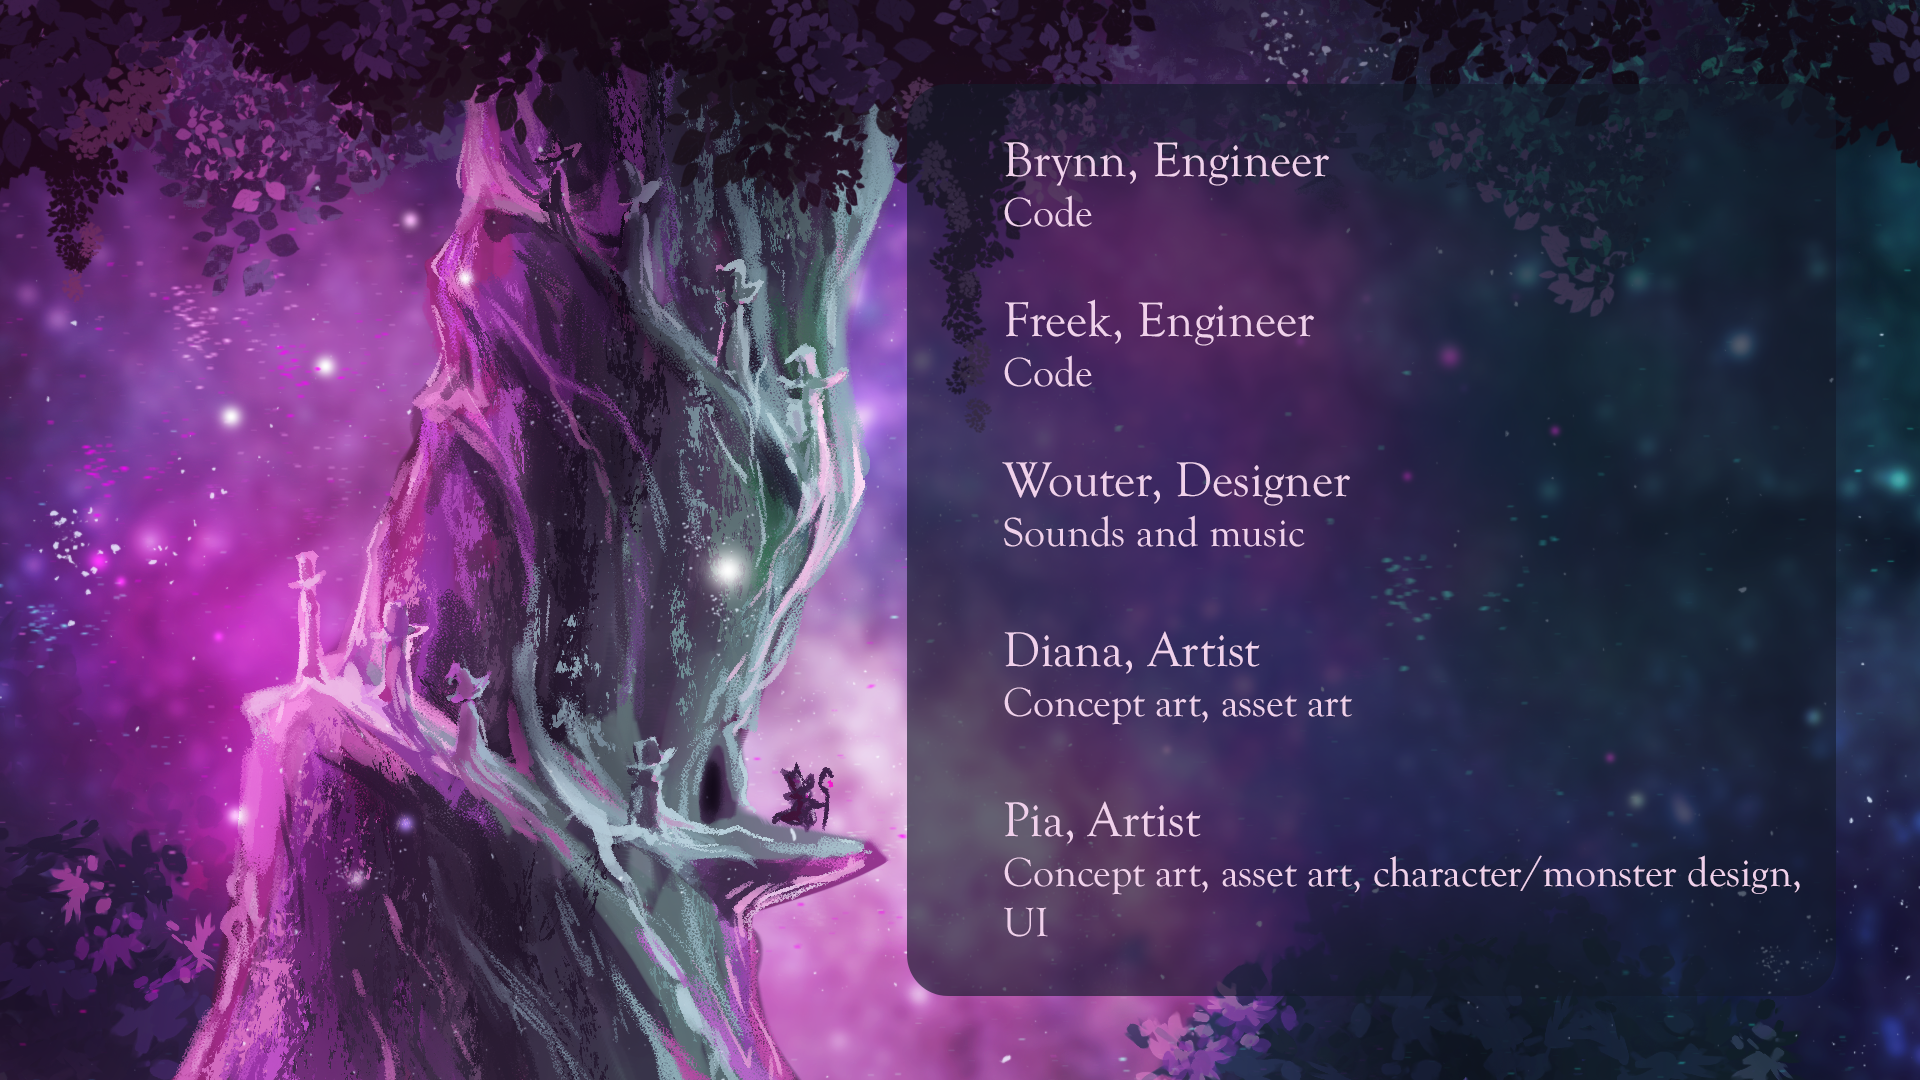 Brynn, Engineer
Code
Freek, Engineer
Code
Wouter, Designer
Sounds and music
Diana, Artist
Concept art, asset art
Pia, Artist
Concept art, asset art, character/monster design,
UI